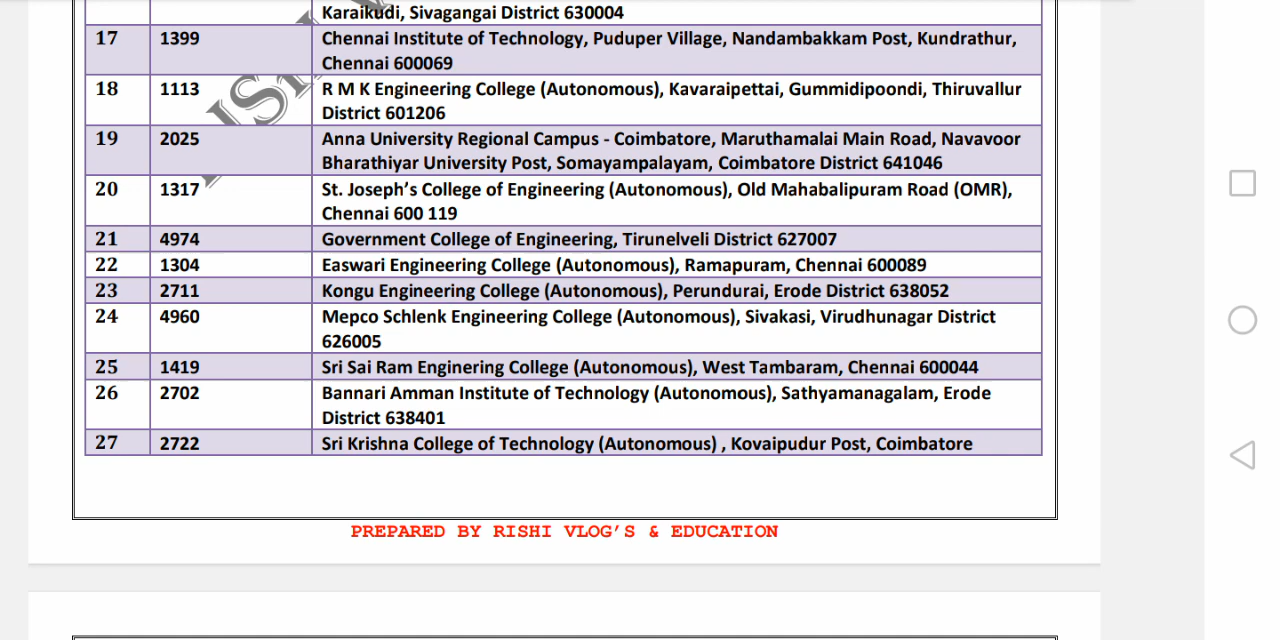 Karaikudi, Sivagangai District 630004
17 1399 Chennai Institute of Technology, Puduper Village, Nandambakkam Post, Kundrathur,
Chennai 600069
18 1113 R M K Engineering College (Autonomous), Kavaraipettai, Gummidipoondi, Thiruvallur
District 601206
19 2025 Anna University Regional Campus - Coimbatore, Maruthamalai Main Road, Navavoor
Bharathiyar University Post, Somayampalayam, Coimbatore District 641046
20 1317 St. Joseph's College of Engineering (Autonomous), Old Mahabalipuram Road (OMR),
Chennai 600 119
21 4974 Government College of Engineering, Tirunelveli District 627007
22 1304 Easwari Engineering College (Autonomous), Ramapuram, Chennai 600089
23 2711 Kongu Engineering College (Autonomous), Perundurai, Erode District 638052
24 4960 Mepco Schlenk Engineering College (Autonomous), Sivakasi, Virudhunagar District
626005
25 1419 Sri Sai Ram Enginering College (Autonomous), West Tambaram, Chennai 600044
26 2702 Bannari Amman Institute of Technology (Autonomous), Sathyamanagalam, Erode
District 638401
27 2722 Sri Krishna College of Technology (Autonomous) , Kovaipudur Post, Coimbatore
PREPARED BY RISHI VLOG'S & EDUCATION